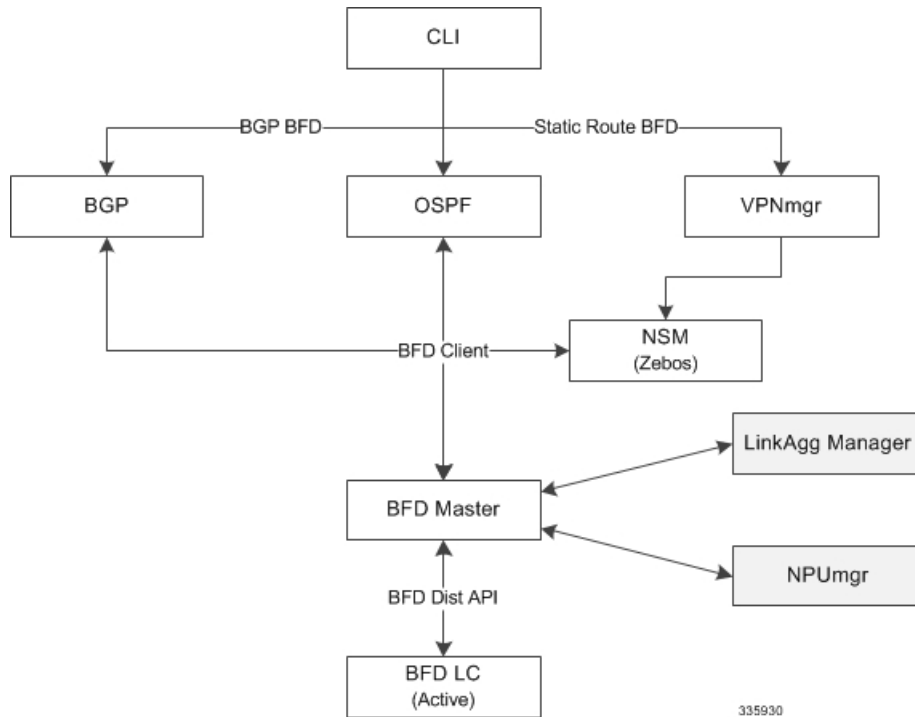 CLI
BGP BFD
Static Route BFD
BGP
OSPF
VPNmgr
NSM
(Zebos)
BFD Client
LinkAgg Manager
BFD Master
NPUmgr
BFD Dist API
BFD LC
(Active)
335930